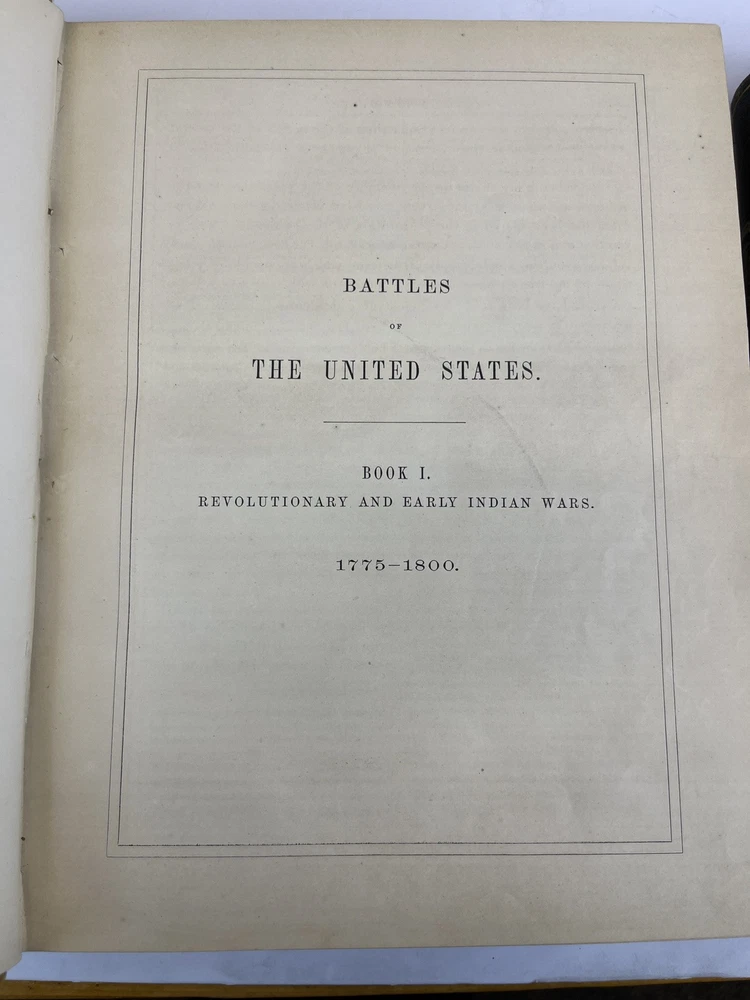 BATTLES
OF
THE UNITED STATES.
BOOK I.
REVOLUTIONARY AND EARLY INDIAN WARS.
1775–1800.